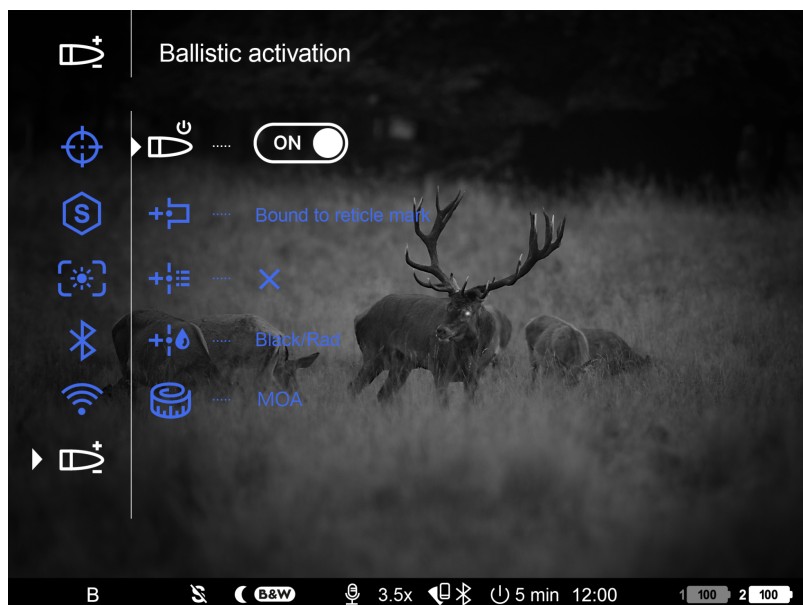 Ballistic activation
ON
S
Bound to reticle mark
Black/Rad
MOA
B S B&W 3.5x 5 min 12:00 1 100 2 100